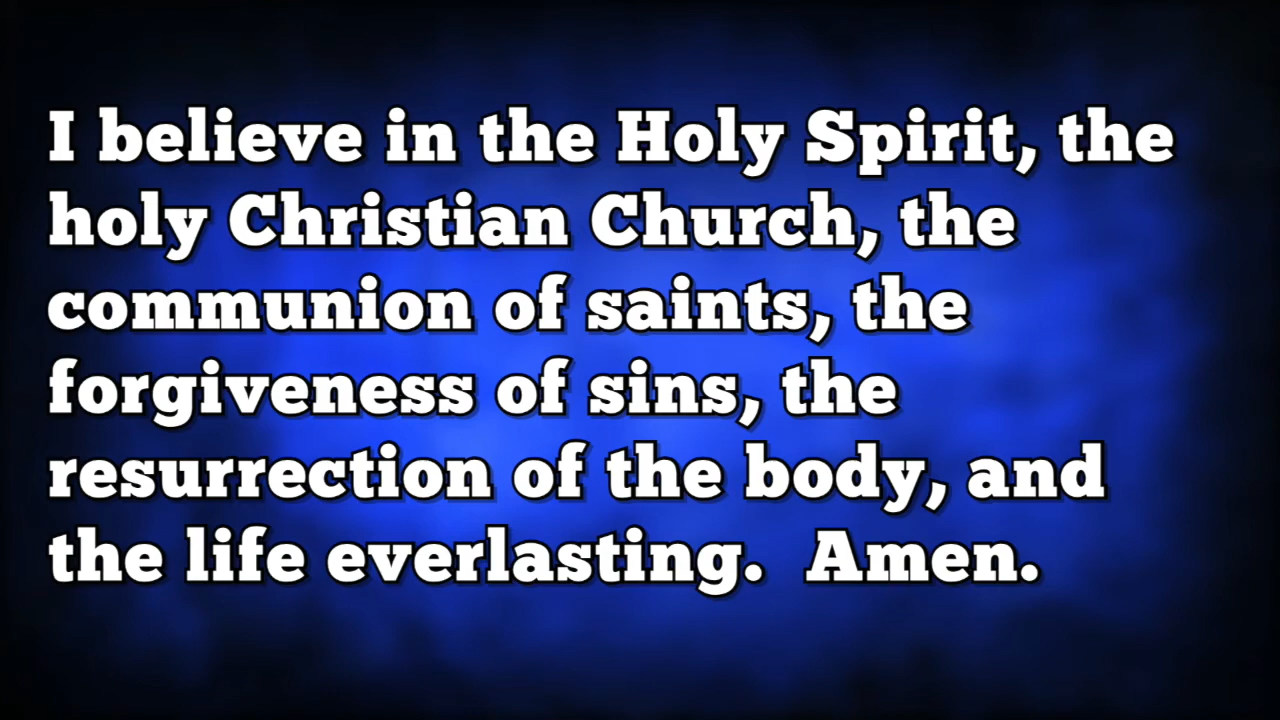 I believe in the Holy Spirit, the
holy Christian Church, the
communion of saints, the
forgiveness of sins, the
resurrection of the body, and
the life everlasting.  Amen.